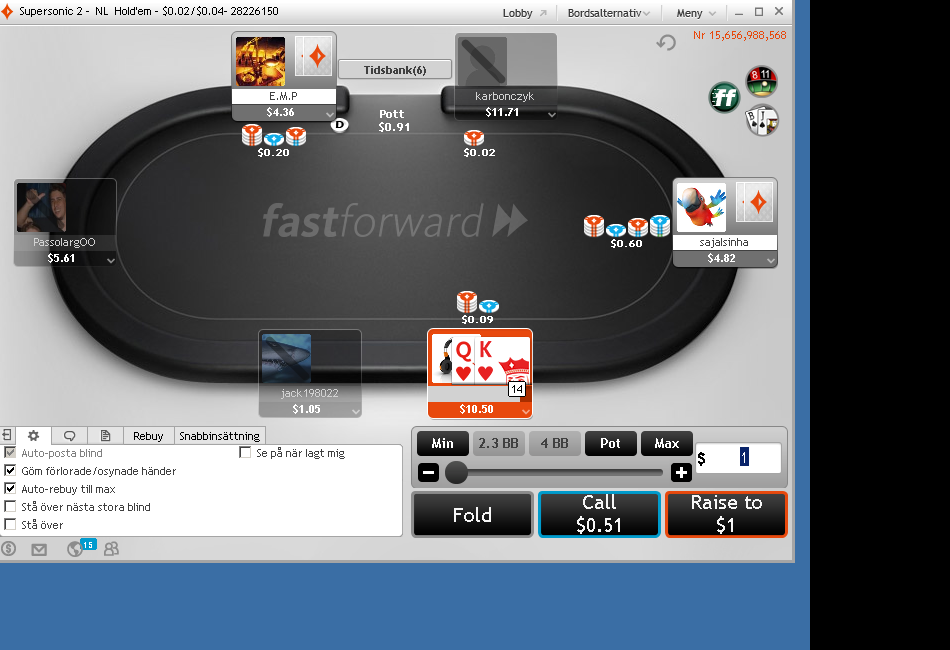 Supersonic 2 - NL Hold'em - $0.02/$0.04- 28226150
Lobby
Bordsalternativ
Meny
Nr 15,656,988,568
Tidsbank(6)
E.M.P
$4.36
karbonczyk
$11.71
D
Pott
$0.91
8 11
ff
B J
$0.20
$0.02
PassolargOO
$5.61
fastforward
$0.60
sajalsinha
$4.82
$0.09
Q K
14
$10.50
jack198022
$1.05
Rebuy
Snabbinsättning
Auto-posta blind
Se på när lagt mig
Göm förlorade/osynade händer
Auto-rebuy till max
Stå över nästa stora blind
Stå över
15
Min
2.3 BB
4 BB
Pot
Max
$ 1
Fold
Call
$0.51
Raise to
$1